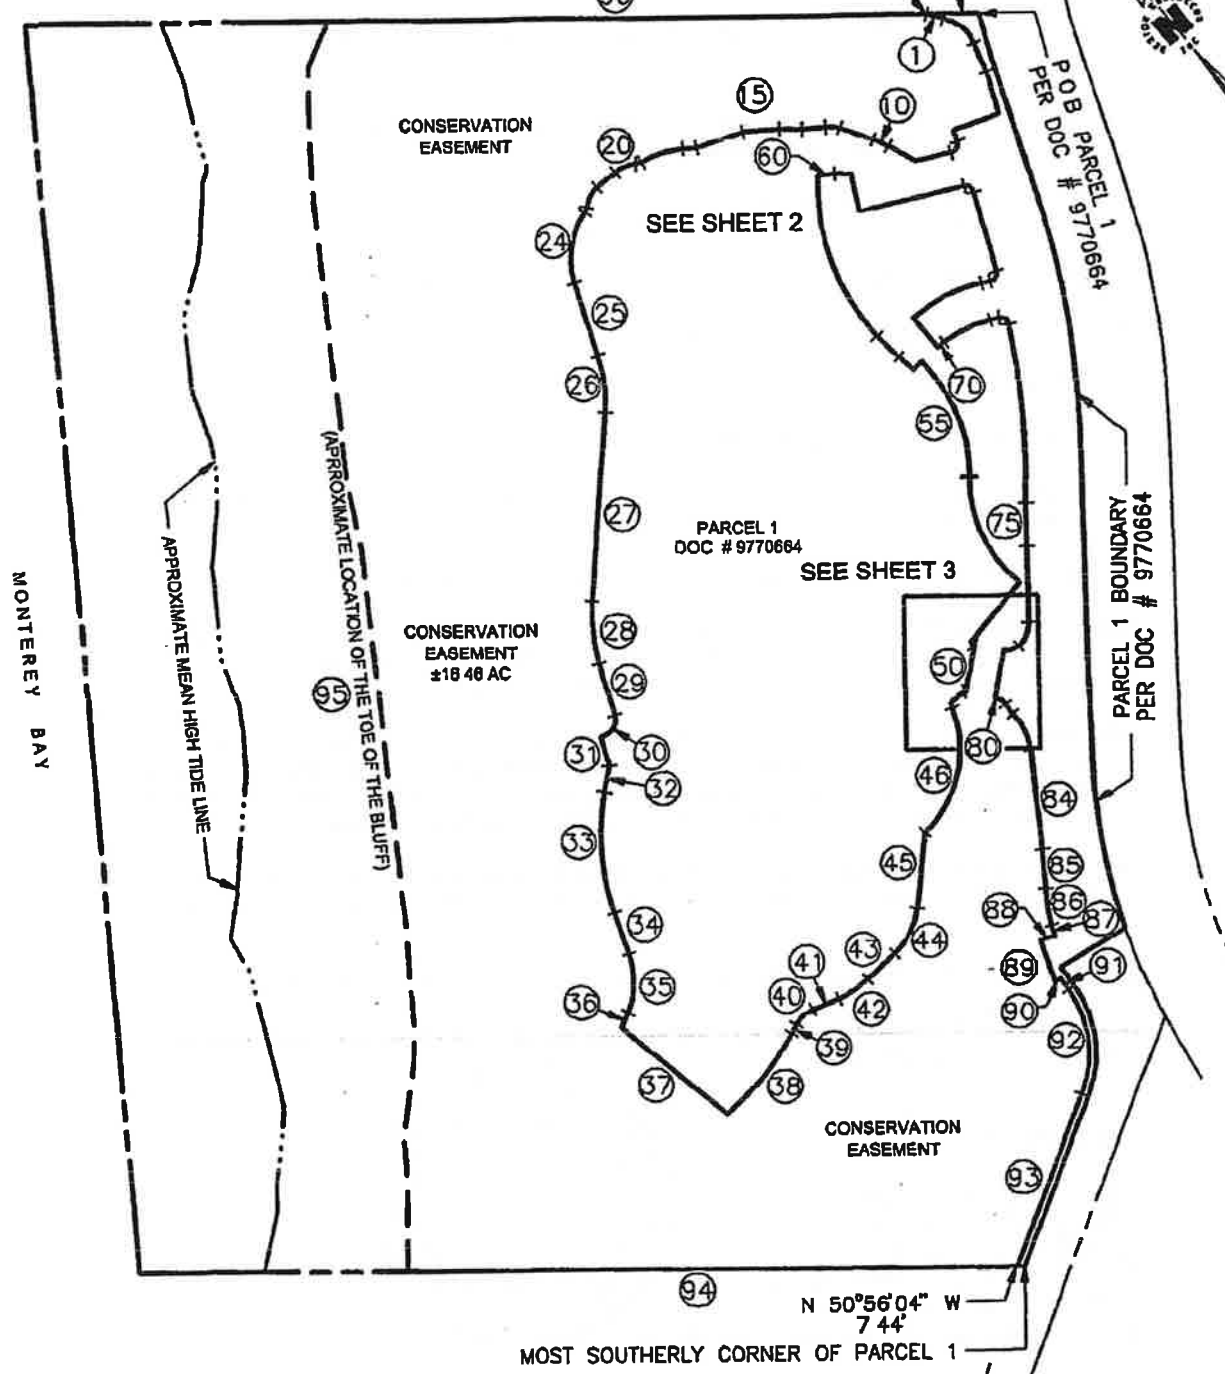 1
POB PARCEL 1
PER DOC # 9770664
CONSERVATION
EASEMENT
15
10
20
60
SEE SHEET 2
24
25
26
70
55
(APRROXIMATE LOCATION OF THE TOE OF THE BLUFF)
27
PARCEL 1
DOC # 9770664
75
SEE SHEET 3
PARCEL 1 BOUNDARY
PER DOC # 9770664
APPROXIMATE MEAN HIGH TIDE LINE
MONTEREY BAY
CONSERVATION
EASEMENT
±18 46 AC
28
29
50
95
30
31
32
80
46
33
84
45
85
86
87
88
34
44
43
41
89
91
35
36
40
42
90
39
92
37
38
CONSERVATION
EASEMENT
93
94
N 50°56'04" W
7 44'
MOST SOUTHERLY CORNER OF PARCEL 1